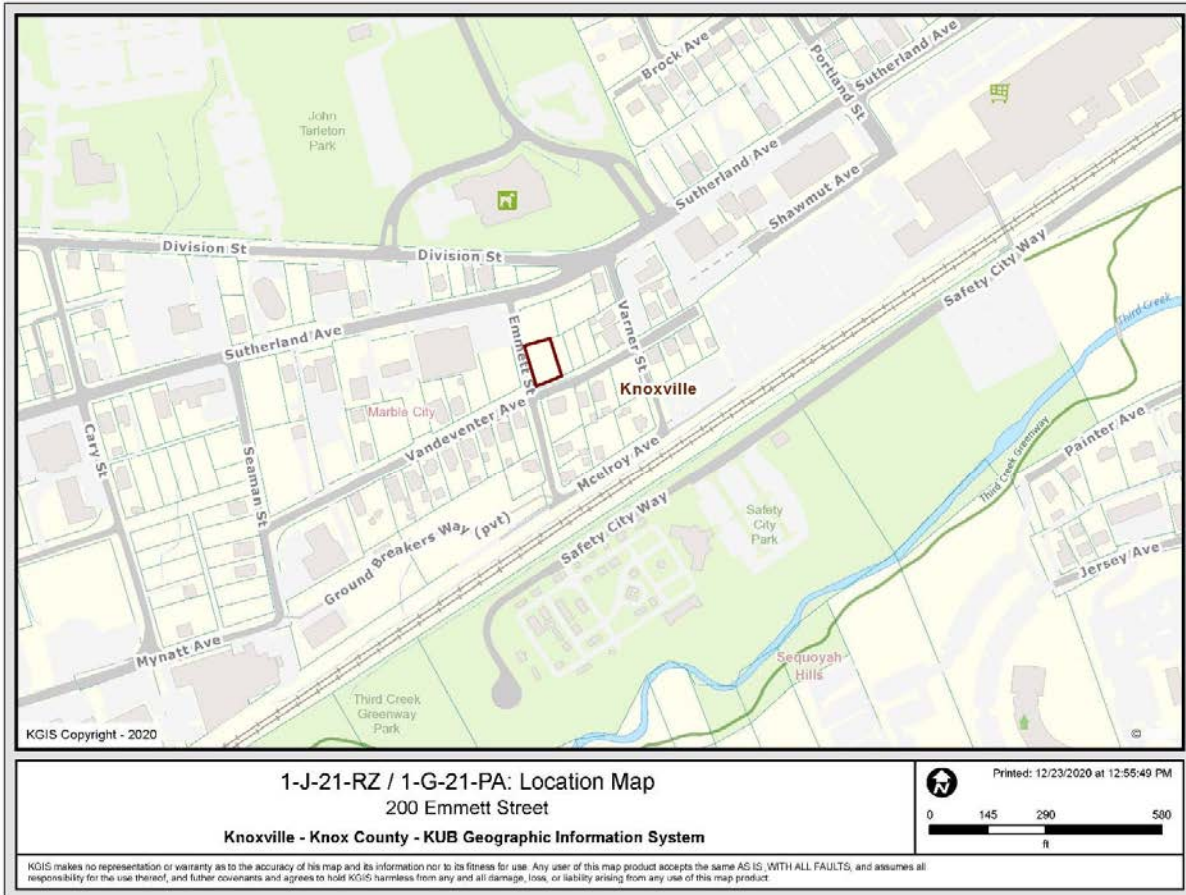 Brock Ave
Portland St
Sutherland Ave
John
Tarleton
Park
Sutherland Ave
Shawmut Ave
Division St
Division St
Safety City Way
Third Creek
Sutherland Ave
Emmett St
Varner St
Knoxville
Marble City
Vandeventer Ave
Cary St
Seaman St
Mcelroy Ave
Painter Ave
Third Creek Greenway
Safety
City
Park
Safety City Way
Ground Breakers Way (pvt)
Jersey Ave
Mynatt Ave
Sequoyah
Hills
Third Creek
Greenway
Park
KGIS Copyright - 2020
©
1-J-21-RZ / 1-G-21-PA: Location Map
200 Emmett Street
Knoxville - Knox County - KUB Geographic Information System
N
Printed: 12/23/2020 at 12:55:49 PM
0 145 290 580
ft
KGIS makes no representation or warranty as to the accuracy of his map and its information nor to its fitness for use. Any user of this map product accepts the same AS IS ,WITH ALL FAULTS, and assumes all
responsibility for the use thereof, and futher covenants and agrees to hold KGIS harmless from any and all damage, loss, or liability arising from any use of this map product.